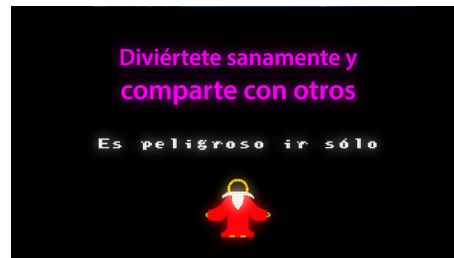 Diviértete sanamente y
comparte con otros
Es peligroso ir sólo